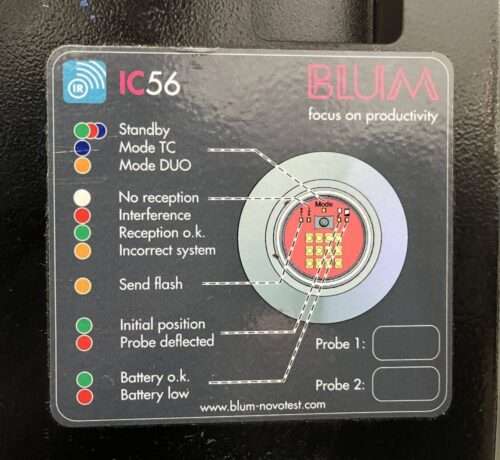 IR IC56 BLUM
focus on productivity
Standby
Mode TC
Mode DUO
No reception
Interference
Reception o.k.
Incorrect system
Mode
Send flash
Initial position
Probe deflected
Probe 1:
Battery o.k.
Battery low
Probe 2:
www.blum-novotest.com